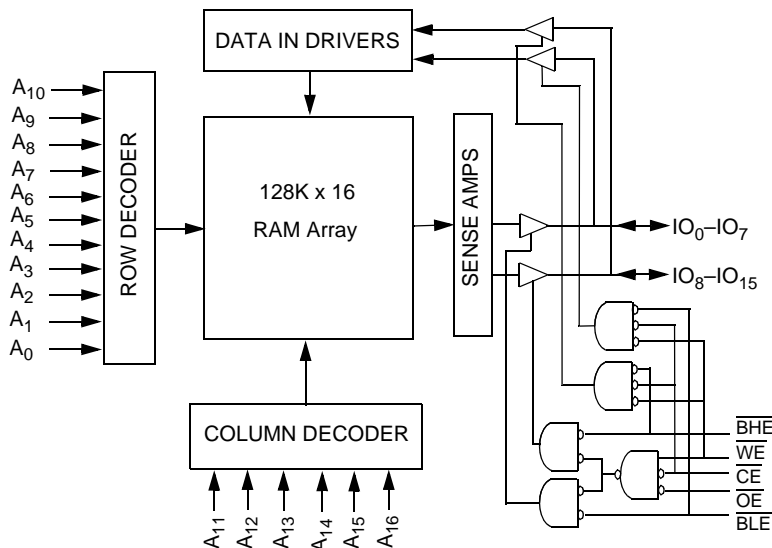 DATA IN DRIVERS
A10
A9
A8
A7
A6
A5
A4
A3
A2
A1
A0
ROW DECODER
128K x 16
RAM Array
SENSE AMPS
IO0–IO7
IO8–IO15
COLUMN DECODER
A11
A12
A13
A14
A15
A16
BHE
WE
CE
OE
BLE